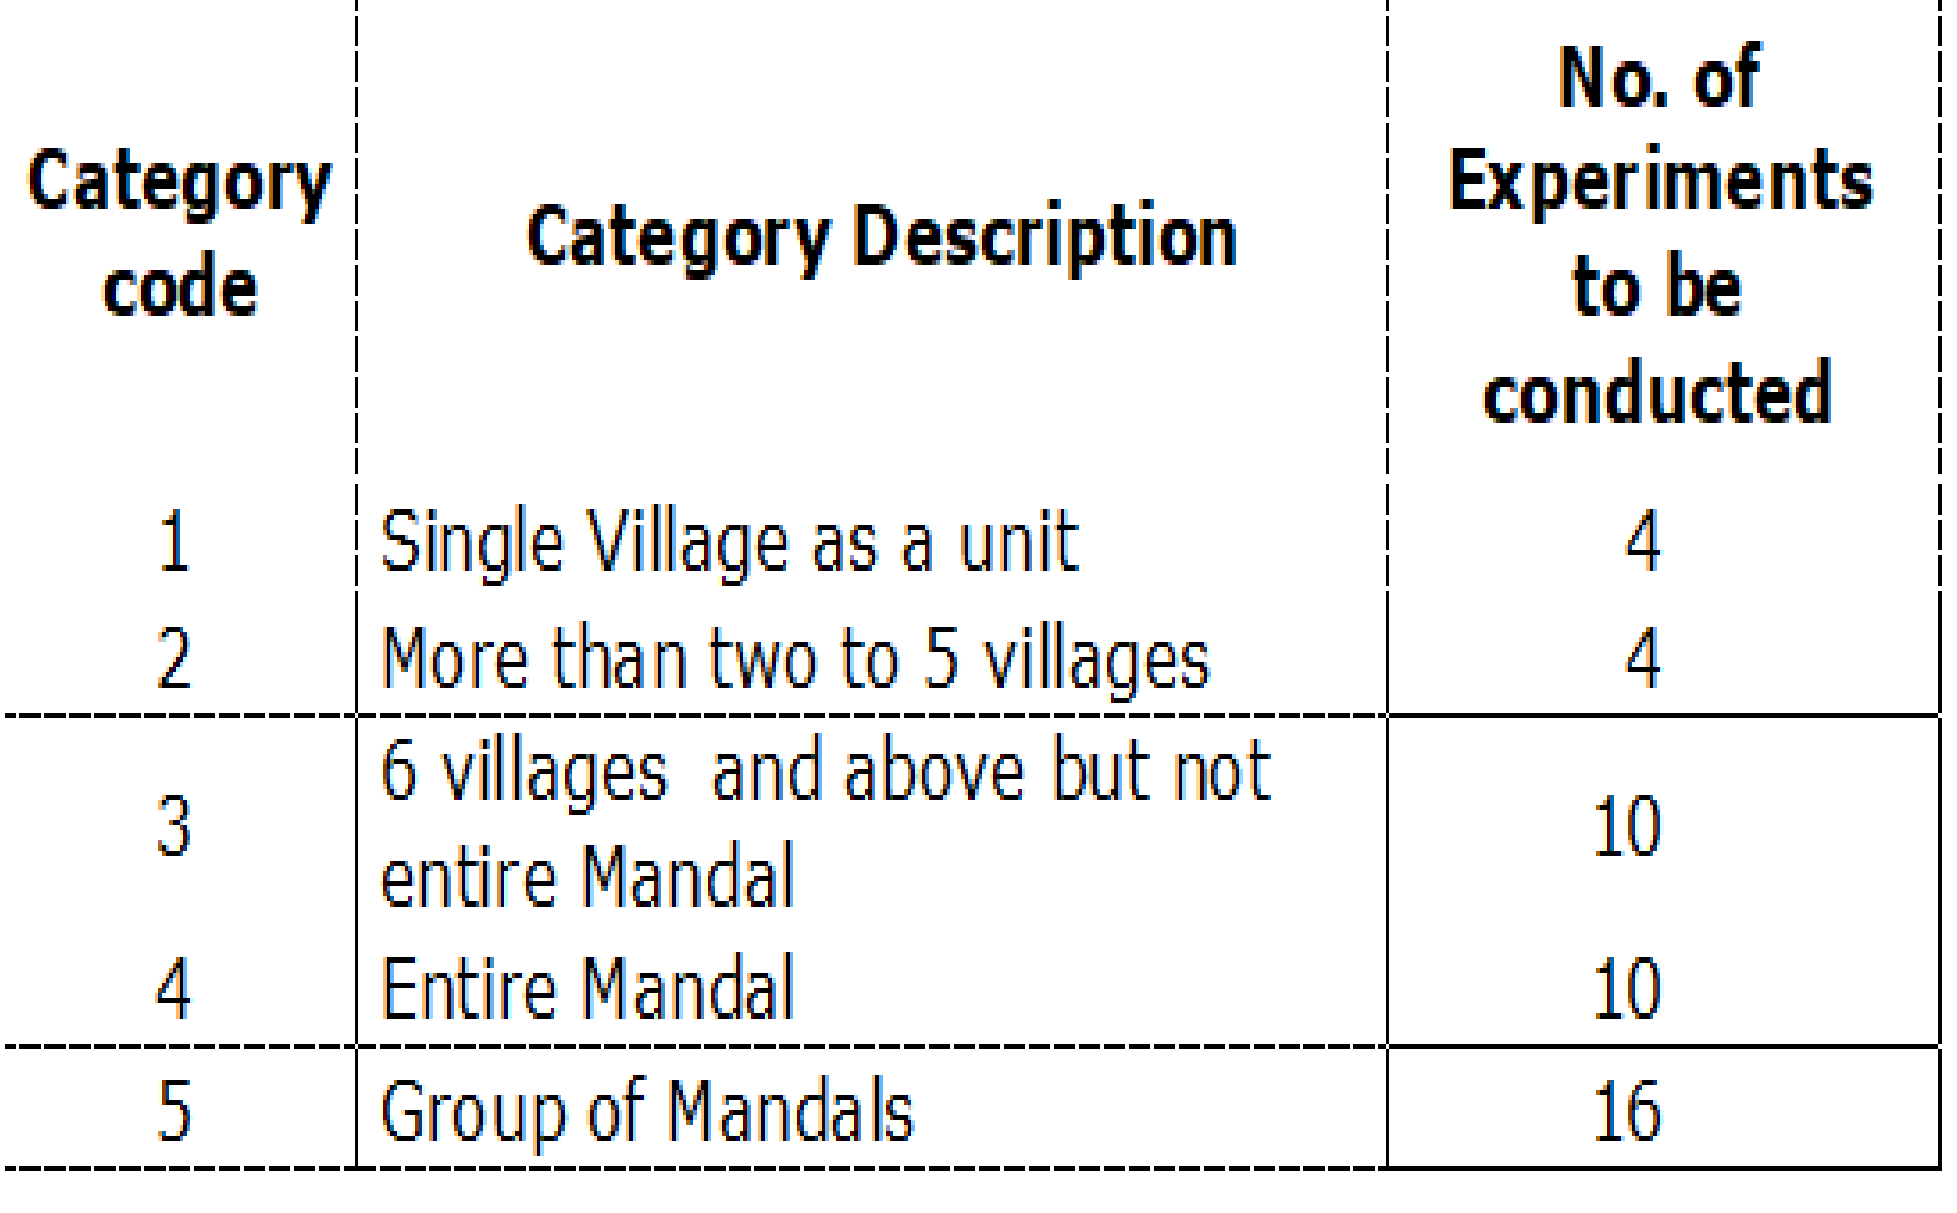 Category
code
Category Description
No. of
Experiments
to be
conducted
1 Single Village as a unit 4
2 More than two to 5 villages 4
3 6 villages  and above but not
entire Mandal 10
4 Entire Mandal 10
5 Group of Mandals 16